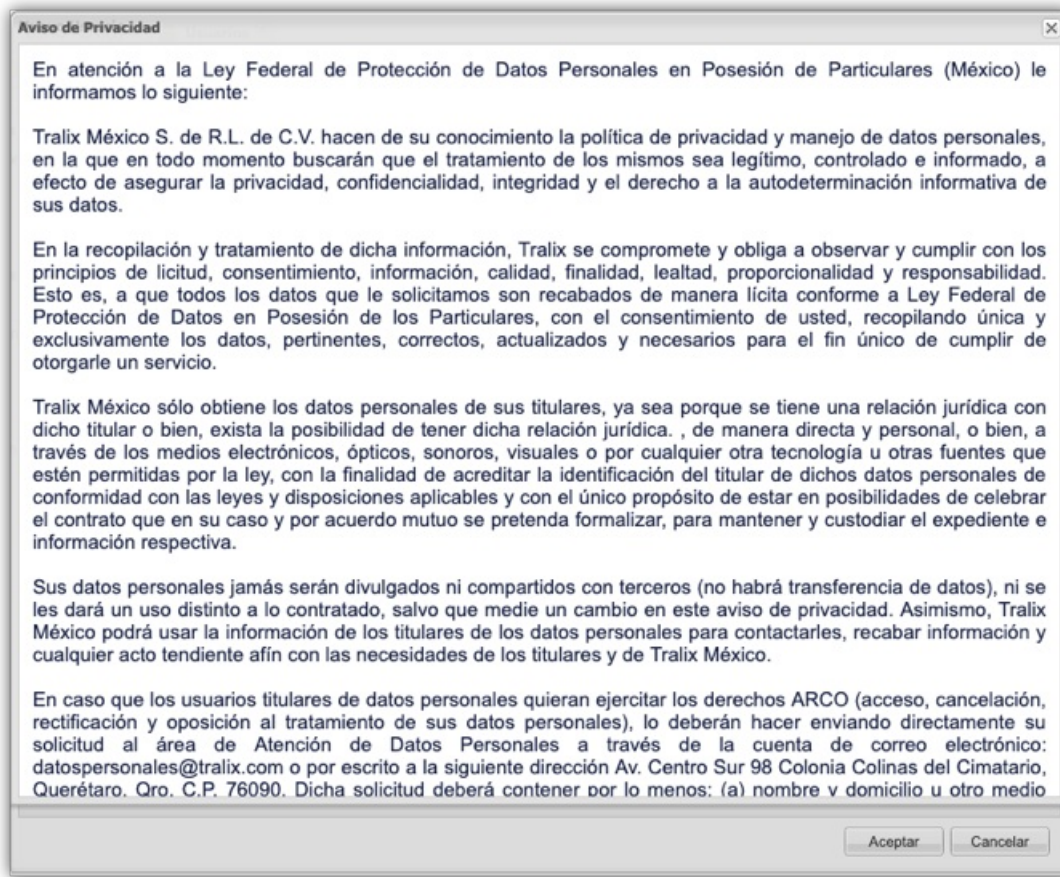 Aviso de Privacidad
En atención a la Ley Federal de Protección de Datos Personales en Posesión de Particulares (México) le
informamos lo siguiente:
Tralix México S. de R.L. de C.V. hacen de su conocimiento la política de privacidad y manejo de datos personales,
en la que en todo momento buscarán que el tratamiento de los mismos sea legítimo, controlado e informado, a
efecto de asegurar la privacidad, confidencialidad, integridad y el derecho a la autodeterminación informativa de
sus datos.
En la recopilación y tratamiento de dicha información, Tralix se compromete y obliga a observar y cumplir con los
principios de licitud, consentimiento, información, calidad, finalidad, lealtad, proporcionalidad y responsabilidad.
Esto es, a que todos los datos que le solicitamos son recabados de manera lícita conforme a Ley Federal de
Protección de Datos en Posesión de los Particulares, con el consentimiento de usted, recopilando única y
exclusivamente los datos, pertinentes, correctos, actualizados y necesarios para el fin único de cumplir de
otorgarle un servicio.
Tralix México sólo obtiene los datos personales de sus titulares, ya sea porque se tiene una relación jurídica con
dicho titular o bien, exista la posibilidad de tener dicha relación jurídica. , de manera directa y personal, o bien, a
través de los medios electrónicos, ópticos, sonoros, visuales o por cualquier otra tecnología u otras fuentes que
estén permitidas por la ley, con la finalidad de acreditar la identificación del titular de dichos datos personales de
conformidad con las leyes y disposiciones aplicables y con el único propósito de estar en posibilidades de celebrar
el contrato que en su caso y por acuerdo mutuo se pretenda formalizar, para mantener y custodiar el expediente e
información respectiva.
Sus datos personales jamás serán divulgados ni compartidos con terceros (no habrá transferencia de datos), ni se
les dará un uso distinto a lo contratado, salvo que medie un cambio en este aviso de privacidad. Asimismo, Tralix
México podrá usar la información de los titulares de los datos personales para contactarles, recabar información y
cualquier acto tendiente afín con las necesidades de los titulares y de Tralix México.
En caso que los usuarios titulares de datos personales quieran ejercitar los derechos ARCO (acceso, cancelación,
rectificación y oposición al tratamiento de sus datos personales), lo deberán hacer enviando directamente su
solicitud al área de Atención de Datos Personales a través de la cuenta de correo electrónico:
datospersonales@tralix.com o por escrito a la siguiente dirección Av. Centro Sur 98 Colonia Colinas del Cimatario,
Querétaro, Qro. C.P. 76090. Dicha solicitud deberá contener por lo menos: (a) nombre y domicilio u otro medio
Aceptar Cancelar